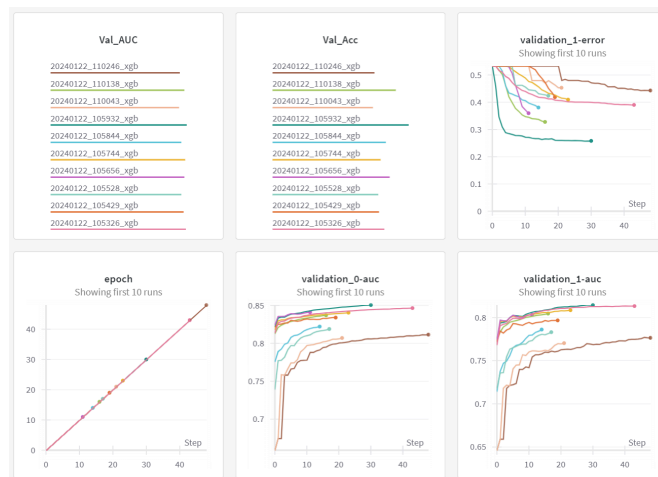 Val_AUC
20240122_110246_xgb
20240122_110138_xgb
20240122_110043_xgb
20240122_105932_xgb
20240122_105844_xgb
20240122_105744_xgb
20240122_105656_xgb
20240122_105528_xgb
20240122_105429_xgb
20240122_105326_xgb
Val_Acc
20240122_110246_xgb
20240122_110138_xgb
20240122_110043_xgb
20240122_105932_xgb
20240122_105844_xgb
20240122_105744_xgb
20240122_105656_xgb
20240122_105528_xgb
20240122_105429_xgb
20240122_105326_xgb
validation_1-error
Showing first 10 runs
0.5
0.4
0.3
0.2
0.1
0
Step
0 10 20 30 40
epoch
Showing first 10 runs
40
30
20
10
0
Step
0 10 20 30 40
validation_0-auc
Showing first 10 runs
0.85
0.8
0.75
0.7
Step
0 10 20 30 40
validation_1-auc
Showing first 10 runs
0.8
0.75
0.7
0.65
Step
0 10 20 30 40